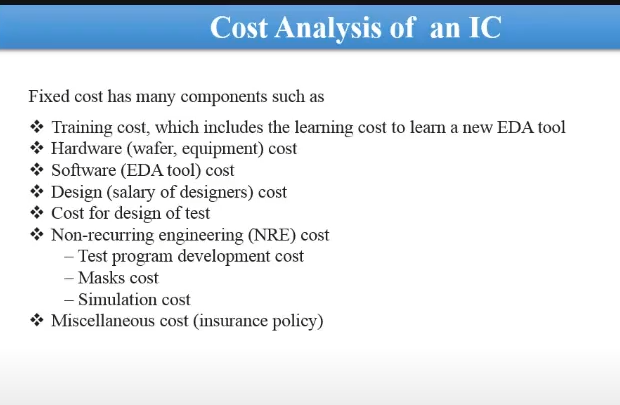 Cost Analysis of an IC
Fixed cost has many components such as
❖ Training cost, which includes the learning cost to learn a new EDA tool
❖ Hardware (wafer, equipment) cost
❖ Software (EDA tool) cost
❖ Design (salary of designers) cost
❖ Cost for design of test
❖ Non-recurring engineering (NRE) cost
– Test program development cost
– Masks cost
– Simulation cost
❖ Miscellaneous cost (insurance policy)